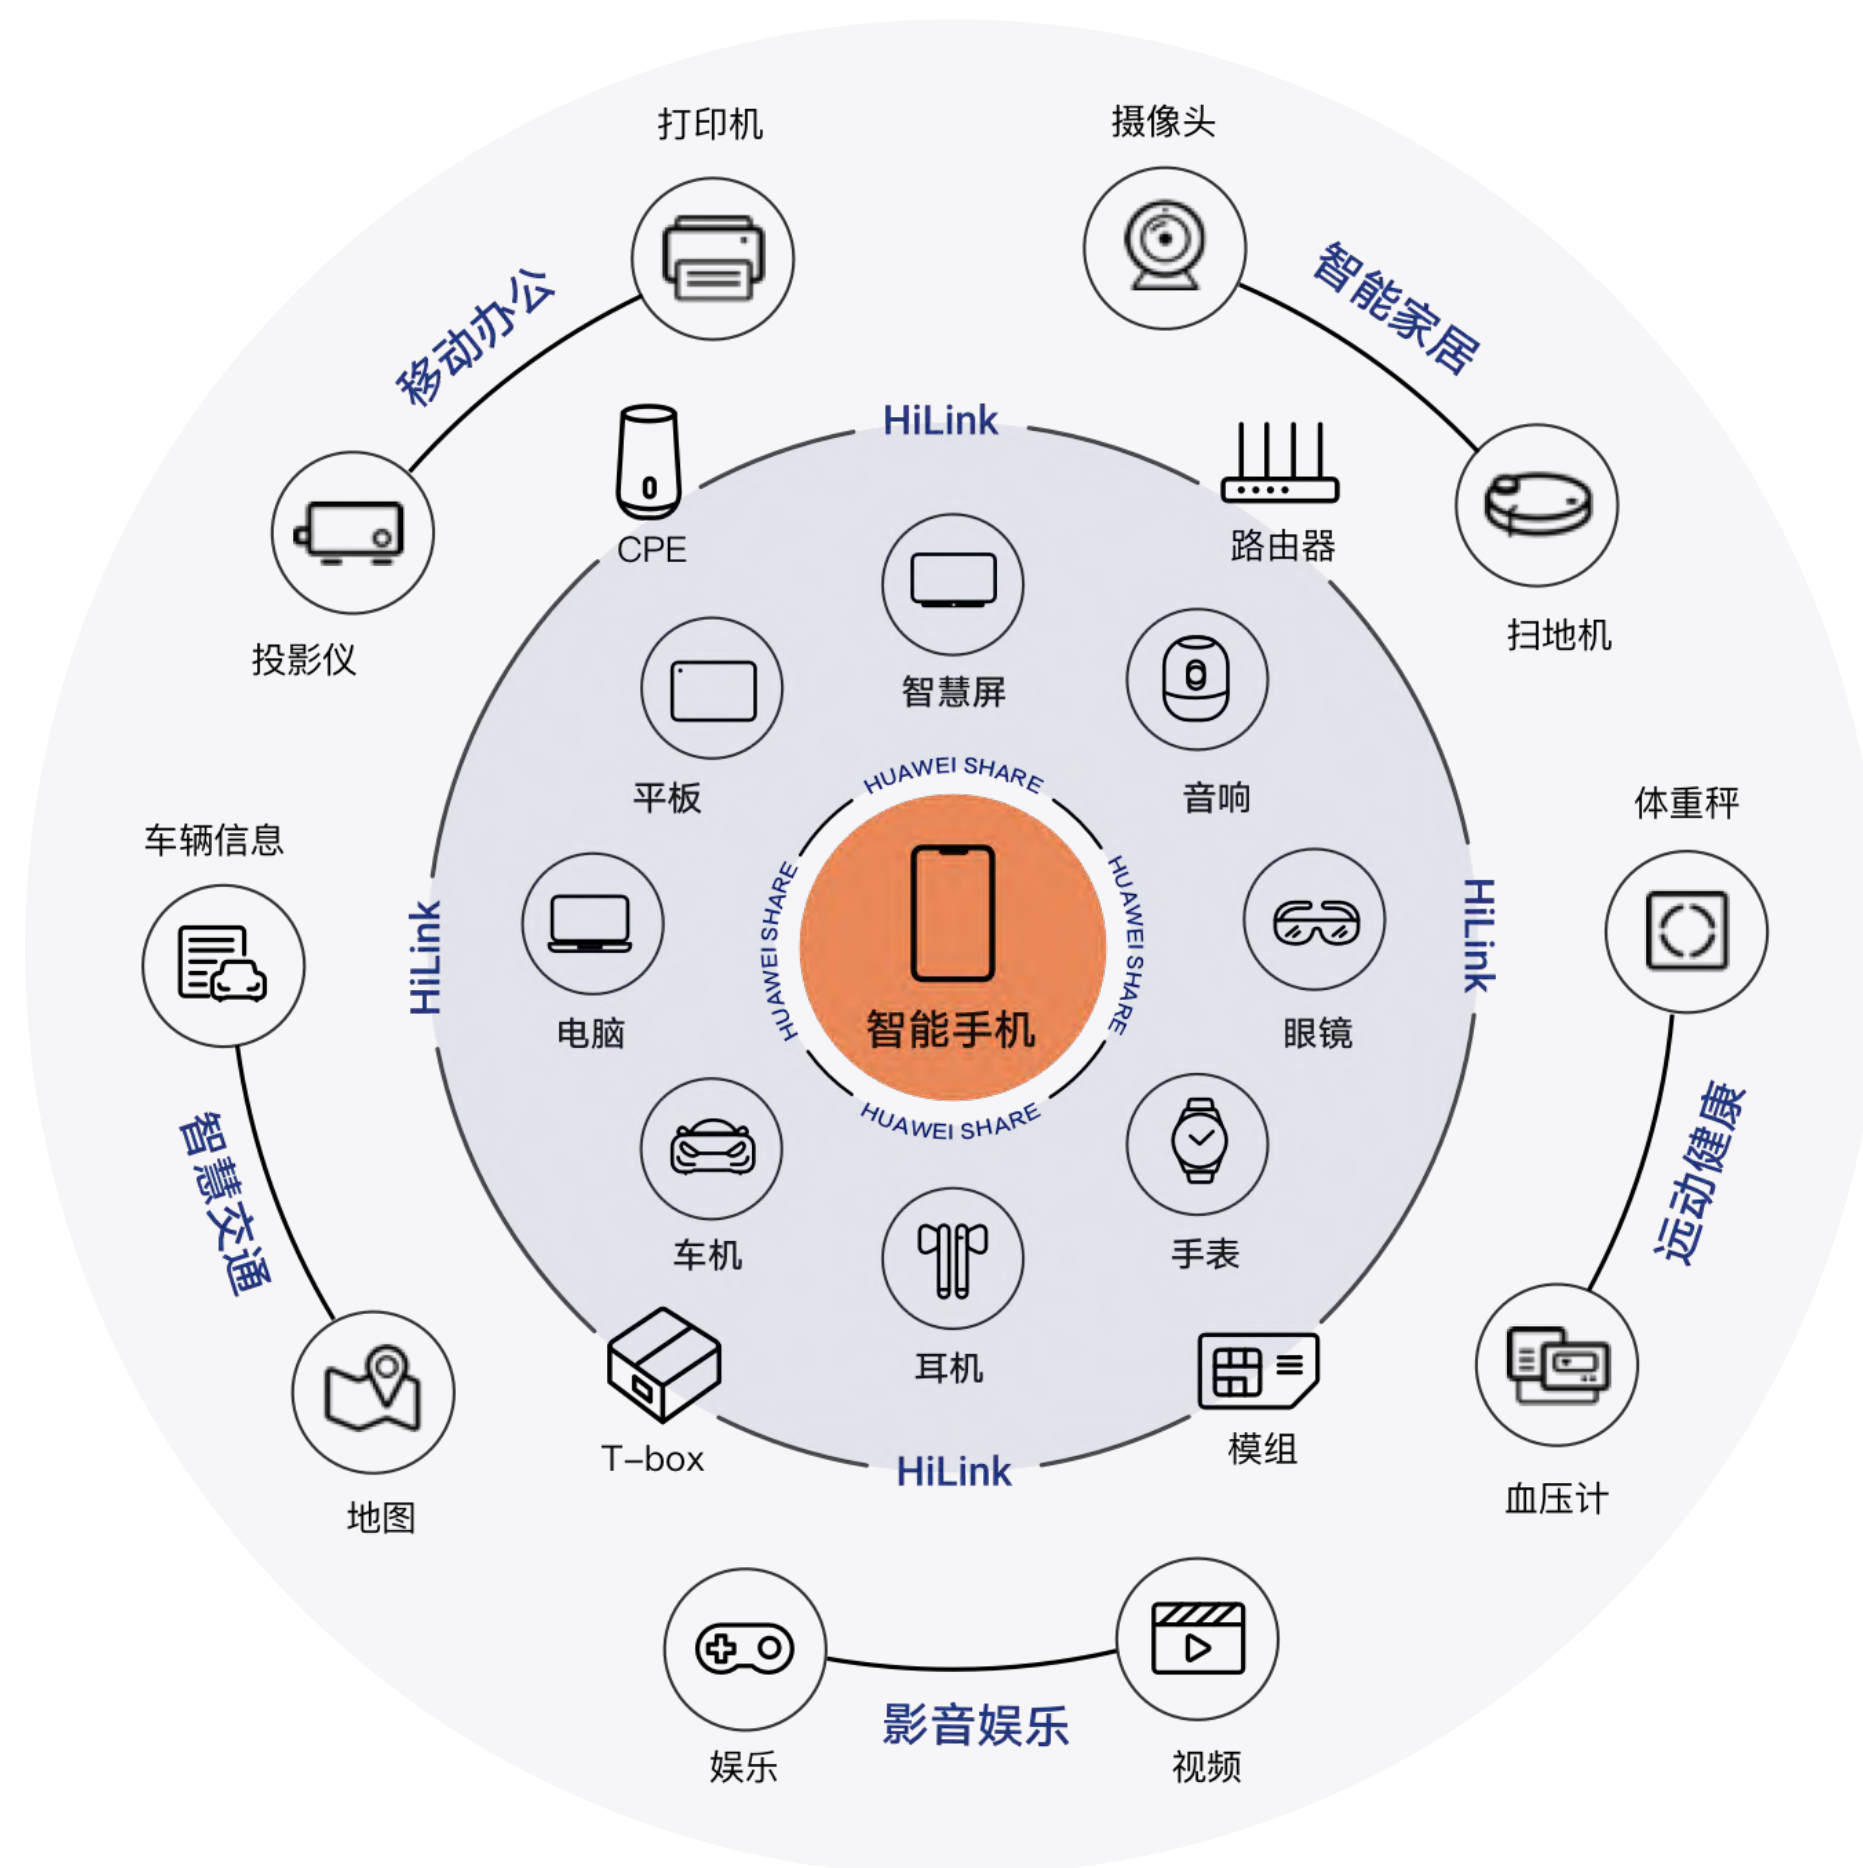 打印机
摄像头
移动办公
智能家居
HiLink
CPE
路由器
扫地机
投影仪
智慧屏
平板
音响
HUAWEI SHARE
体重秤
车辆信息
HUAWEI SHARE
HUAWEI SHARE
HiLink
HiLink
智能手机
电脑
眼镜
HUAWEI SHARE
智慧交通
远动健康
车机
手表
耳机
T-box
HiLink
模组
血压计
地图
影音娱乐
娱乐
视频